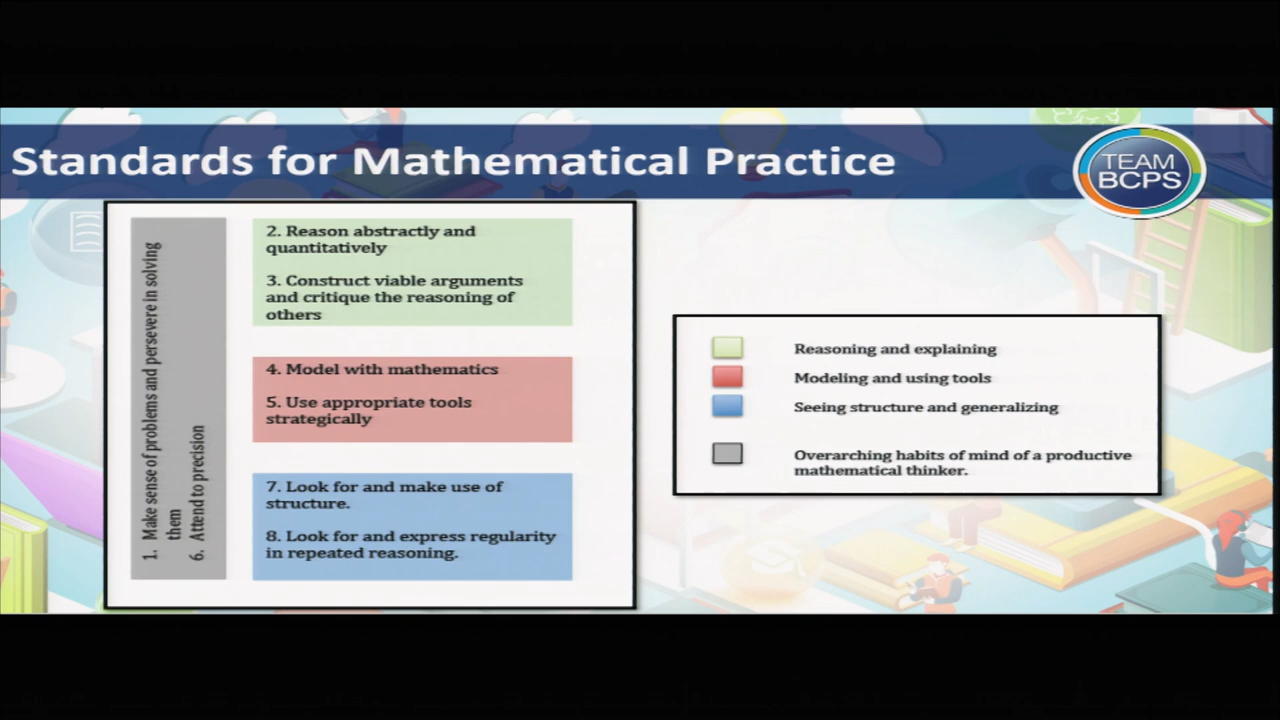 Standards for Mathematical Practice
TEAM
BCPS
1. Make sense of problems and persevere in solving
them
6. Attend to precision
2. Reason abstractly and
quantitatively
3. Construct viable arguments
and critique the reasoning of
others
4. Model with mathematics
5. Use appropriate tools
strategically
7. Look for and make use of
structure.
8. Look for and express regularity
in repeated reasoning.
Reasoning and explaining
Modeling and using tools
Seeing structure and generalizing
Overarching habits of mind of a productive
mathematical thinker.